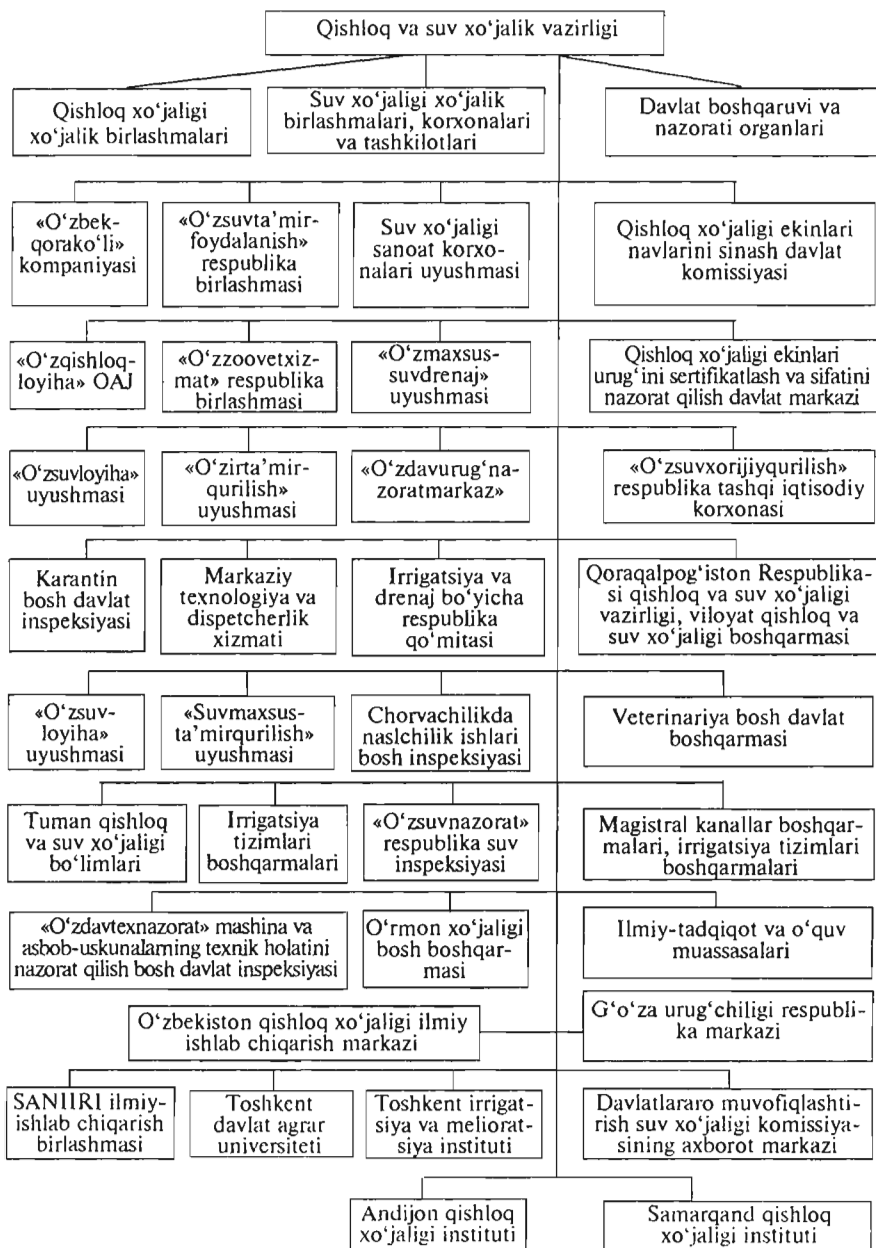 Qishloq va suv xo‘jalik vazirligi
Qishloq xo‘jaligi
xo‘jalik birlashmalari
Suv xo‘jaligi xo‘jalik
birlashmalari, korxonalari
va tashkilotlari
Davlat boshqaruvi va
nazorati organlari
«O‘zbek-
qorako‘li»
kompaniyasi
«O‘zsuvta’mir-
foydalanish»
respublika
birlashmasi
Suv xo‘jaligi
sanoat korxo-
nalari uyushmasi
Qishloq xo‘jaligi ekinlari
navlarini sinash davlat
komissiyasi
«O‘zqishloq-
loyiha» OAJ
«O‘zzoovetxiz-
mat» respublika
birlashmasi
«O‘zmaxsus-
suvdrenaj»
uyushmasi
Qishloq xo‘jaligi ekinlari
urug‘ini sertifikatlash va sifatini
nazorat qilish davlat markazi
«O‘zsuvloyiha»
uyushmasi
«O‘zirta’mir-
qurilish»
uyushmasi
«O‘zdavurug‘na-
zoratmarkaz»
«O‘zsuvxorijiyqurilish»
respublika tashqi iqtisodiy
korxonasi
Karantin
bosh davlat
inspeksiyasi
Markaziy
texnologiya va
dispetcherlik
xizmati
Irrigatsiya va
drenaj bo‘yicha
respublika
qo‘mitasi
Qoraqalpog‘iston Respublika-
si qishloq va suv xo‘jaligi
vazirligi, viloyat qishloq va
suv xo‘jaligi boshqarmasi
«O‘zsuv-
loyiha»
uyushmasi
«Suvmaxsus-
ta’mirqurilish»
uyushmasi
Chorvachilikda
naslchilik ishlari
bosh inspeksiyasi
Veterinariya bosh davlat
boshqarmasi
Tuman qishloq
va suv xo‘jaligi
bo‘limlari
Irrigatsiya
tizimlari
boshqarmalari
«O‘zsuvnazorat»
respublika suv
inspeksiyasi
Magistral kanallar boshqar-
malari, irrigatsiya tizimlari
boshqarmalari
«O‘zdavtexnazorat» mashina va
asbob-uskunalarning texnik holatini
nazorat qilish bosh davlat inspeksiyasi
O‘rmon xo‘jaligi
bosh boshqar-
masi
Ilmiy-tadqiqot va o‘quv
muassasalari
O‘zbekiston qishloq xo‘jaligi ilmiy
ishlab chiqarish markazi
G‘o‘za urug‘chiligi respubli-
ka markazi
SANIIRI ilmiy-
ishlab chiqarish
birlashmasi
Toshkent
davlat agrar
universiteti
Toshkent irrigat-
siya va meliorat-
siya instituti
Davlatlararo muvofiqlashti-
rish suv xo‘jaligi komissiya-
sining axborot markazi
Andijon qishloq
xo‘jaligi instituti
Samarqand qishloq
xo‘jaligi instituti